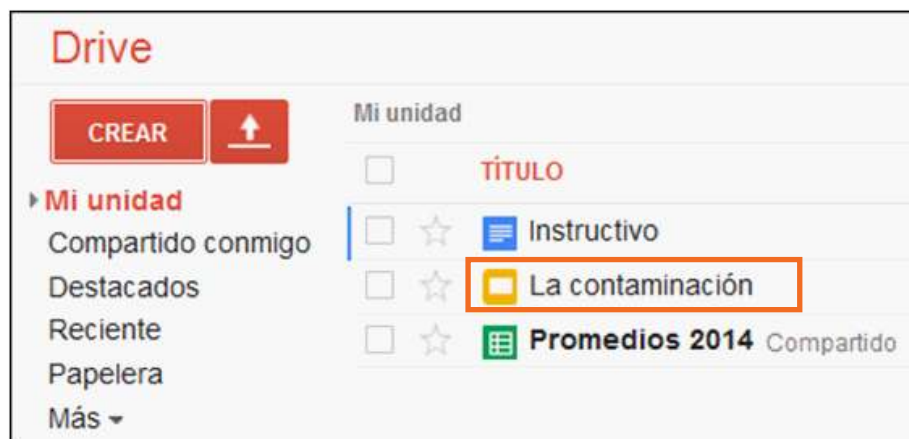 Drive
CREAR
Mi unidad
Compartido conmigo
Destacados
Reciente
Papelera
Más
Mi unidad
TÍTULO
Instructivo
La contaminación
Promedios 2014 Compartido